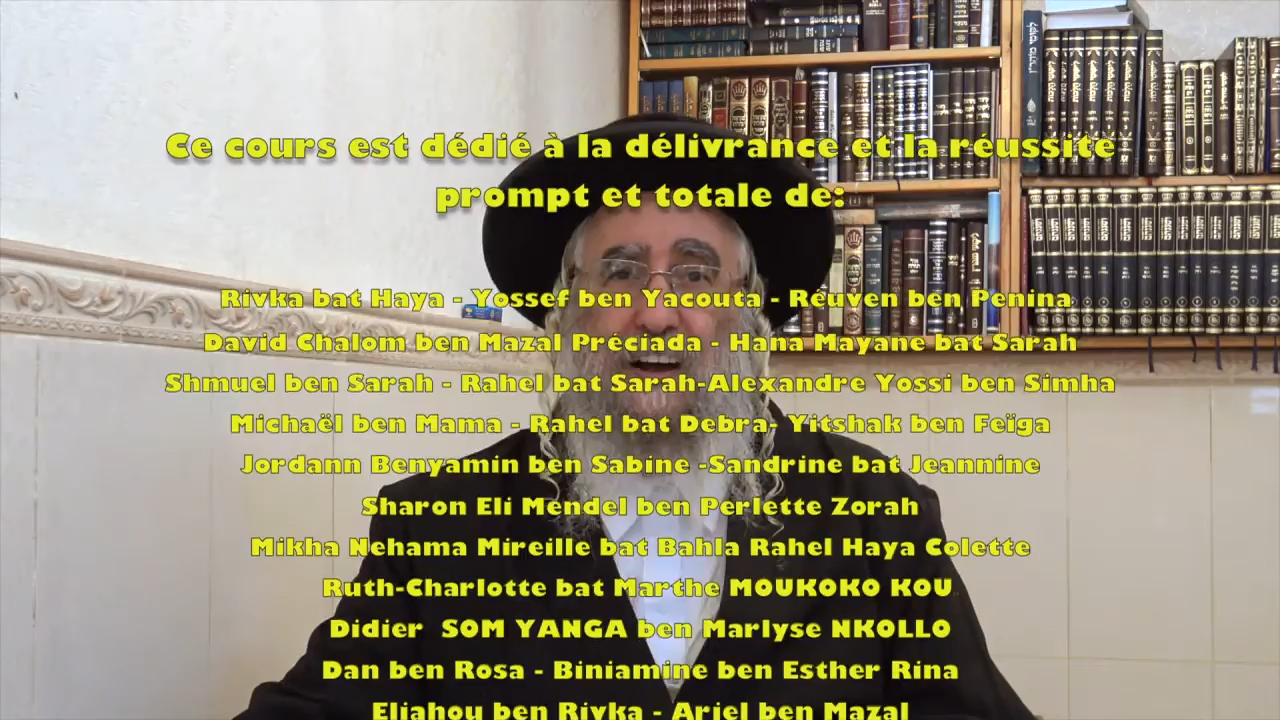 Ce cours est dédié à la délivrance et la réussite
prompt et totale de:
Rivka bat Haya - Yossef ben Yacouta - Reuven ben Penina
David Chalom ben Mazal Préciada - Hana Mayane bat Sarah
Shmuel ben Sarah - Rahel bat Sarah-Alexandre Yossi ben Simha
Michaël ben Mama - Rahel bat Debra- Yitshak ben Feïga
Jordann Benyamin ben Sabine -Sandrine bat Jeannine
Sharon Eli Mendel ben Perlette Zorah
Mikha Nehama Mireille bat Bahla Rahel Haya Colette
Ruth-Charlotte bat Marthe MOUKOKO KOU
Didier SOM YANGA ben Marlyse NKOLLO
Dan ben Rosa - Biniamine ben Esther Rina
Eliahou ben Rivka - Ariel ben Mazal